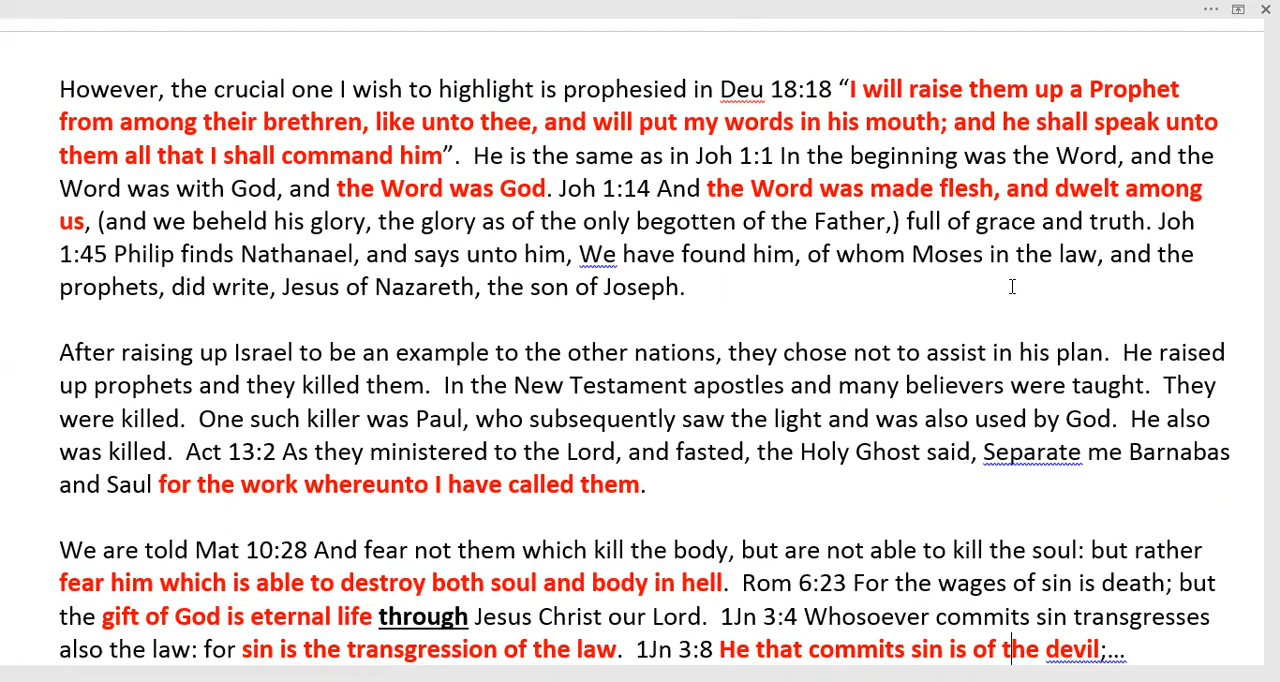 However, the crucial one I wish to highlight is prophesied in Deu 18:18 “I will raise them up a Prophet
from among their brethren, like unto thee, and will put my words in his mouth; and he shall speak unto
them all that I shall command him”.  He is the same as in Joh 1:1 In the beginning was the Word, and the
Word was with God, and the Word was God. Joh 1:14 And the Word was made flesh, and dwelt among
us, (and we beheld his glory, the glory as of the only begotten of the Father,) full of grace and truth. Joh
1:45 Philip finds Nathanael, and says unto him, We have found him, of whom Moses in the law, and the
prophets, did write, Jesus of Nazareth, the son of Joseph.
After raising up Israel to be an example to the other nations, they chose not to assist in his plan.  He raised
up prophets and they killed them.  In the New Testament apostles and many believers were taught.  They
were killed.  One such killer was Paul, who subsequently saw the light and was also used by God.  He also
was killed.  Act 13:2 As they ministered to the Lord, and fasted, the Holy Ghost said, Separate me Barnabas
and Saul for the work whereunto I have called them.
We are told Mat 10:28 And fear not them which kill the body, but are not able to kill the soul: but rather
fear him which is able to destroy both soul and body in hell.  Rom 6:23 For the wages of sin is death; but
the gift of God is eternal life through Jesus Christ our Lord.  1Jn 3:4 Whosoever commits sin transgresses
also the law: for sin is the transgression of the law.  1Jn 3:8 He that commits sin is of the devil;…